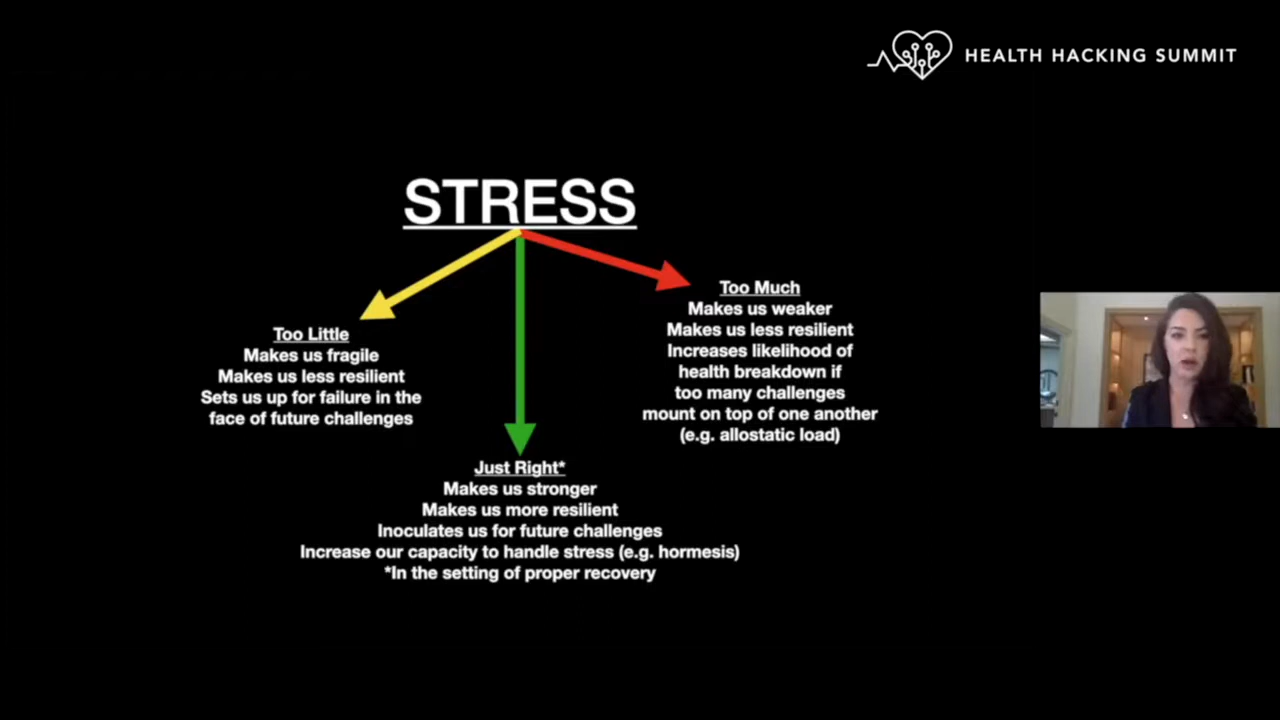 HEALTH HACKING SUMMIT
STRESS
Too Little
Makes us fragile
Makes us less resilient
Sets us up for failure in the
face of future challenges
Too Much
Makes us weaker
Makes us less resilient
Increases likelihood of
health breakdown if
too many challenges
mount on top of one another
(e.g. allostatic load)
Just Right*
Makes us stronger
Makes us more resilient
Inoculates us for future challenges
Increase our capacity to handle stress (e.g. hormesis)
*In the setting of proper recovery